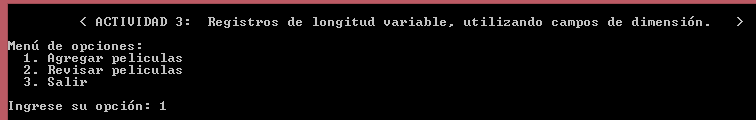 < ACTIVIDAD 3:  Registros de longitud variable, utilizando campos de dimensión.   >
Menú de opciones:
1. Agregar peliculas
2. Revisar peliculas
3. Salir
Ingrese su opción: 1